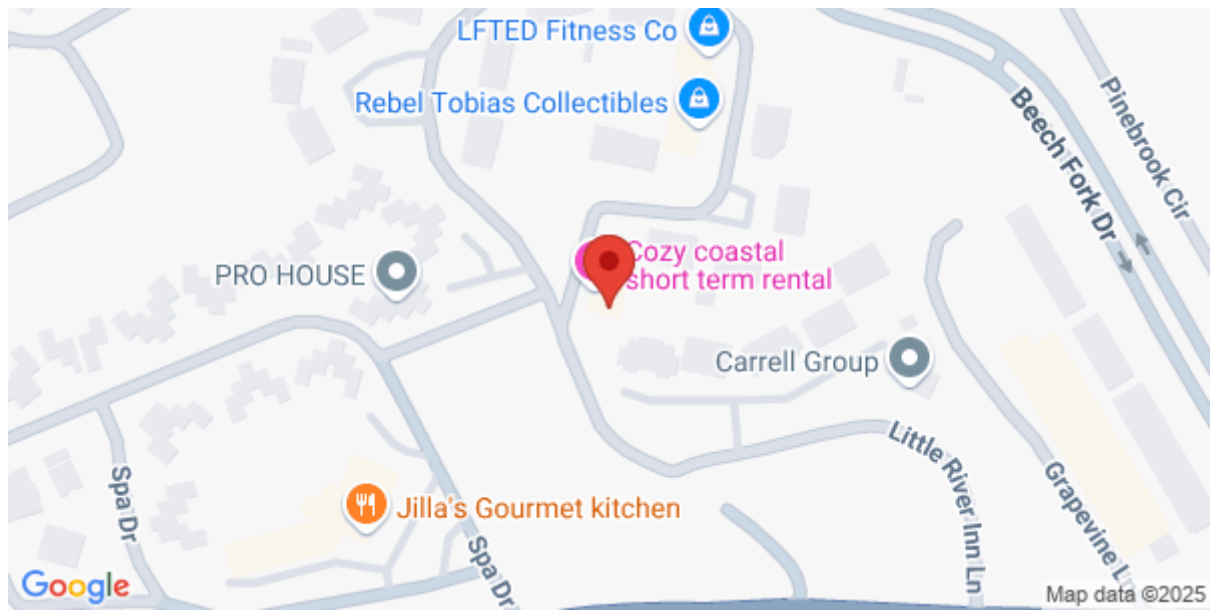 LFTED Fitness Co
Rebel Tobias Collectibles
Beech Fork Dr
Pinebrook Cir
Cozy coastal
short term rental
PRO HOUSE
Carrell Group
Little River Inn Ln
Grapevine Ln
Spa Dr
Jilla's Gourmet kitchen
Spa Dr
Google
Map data ©2025